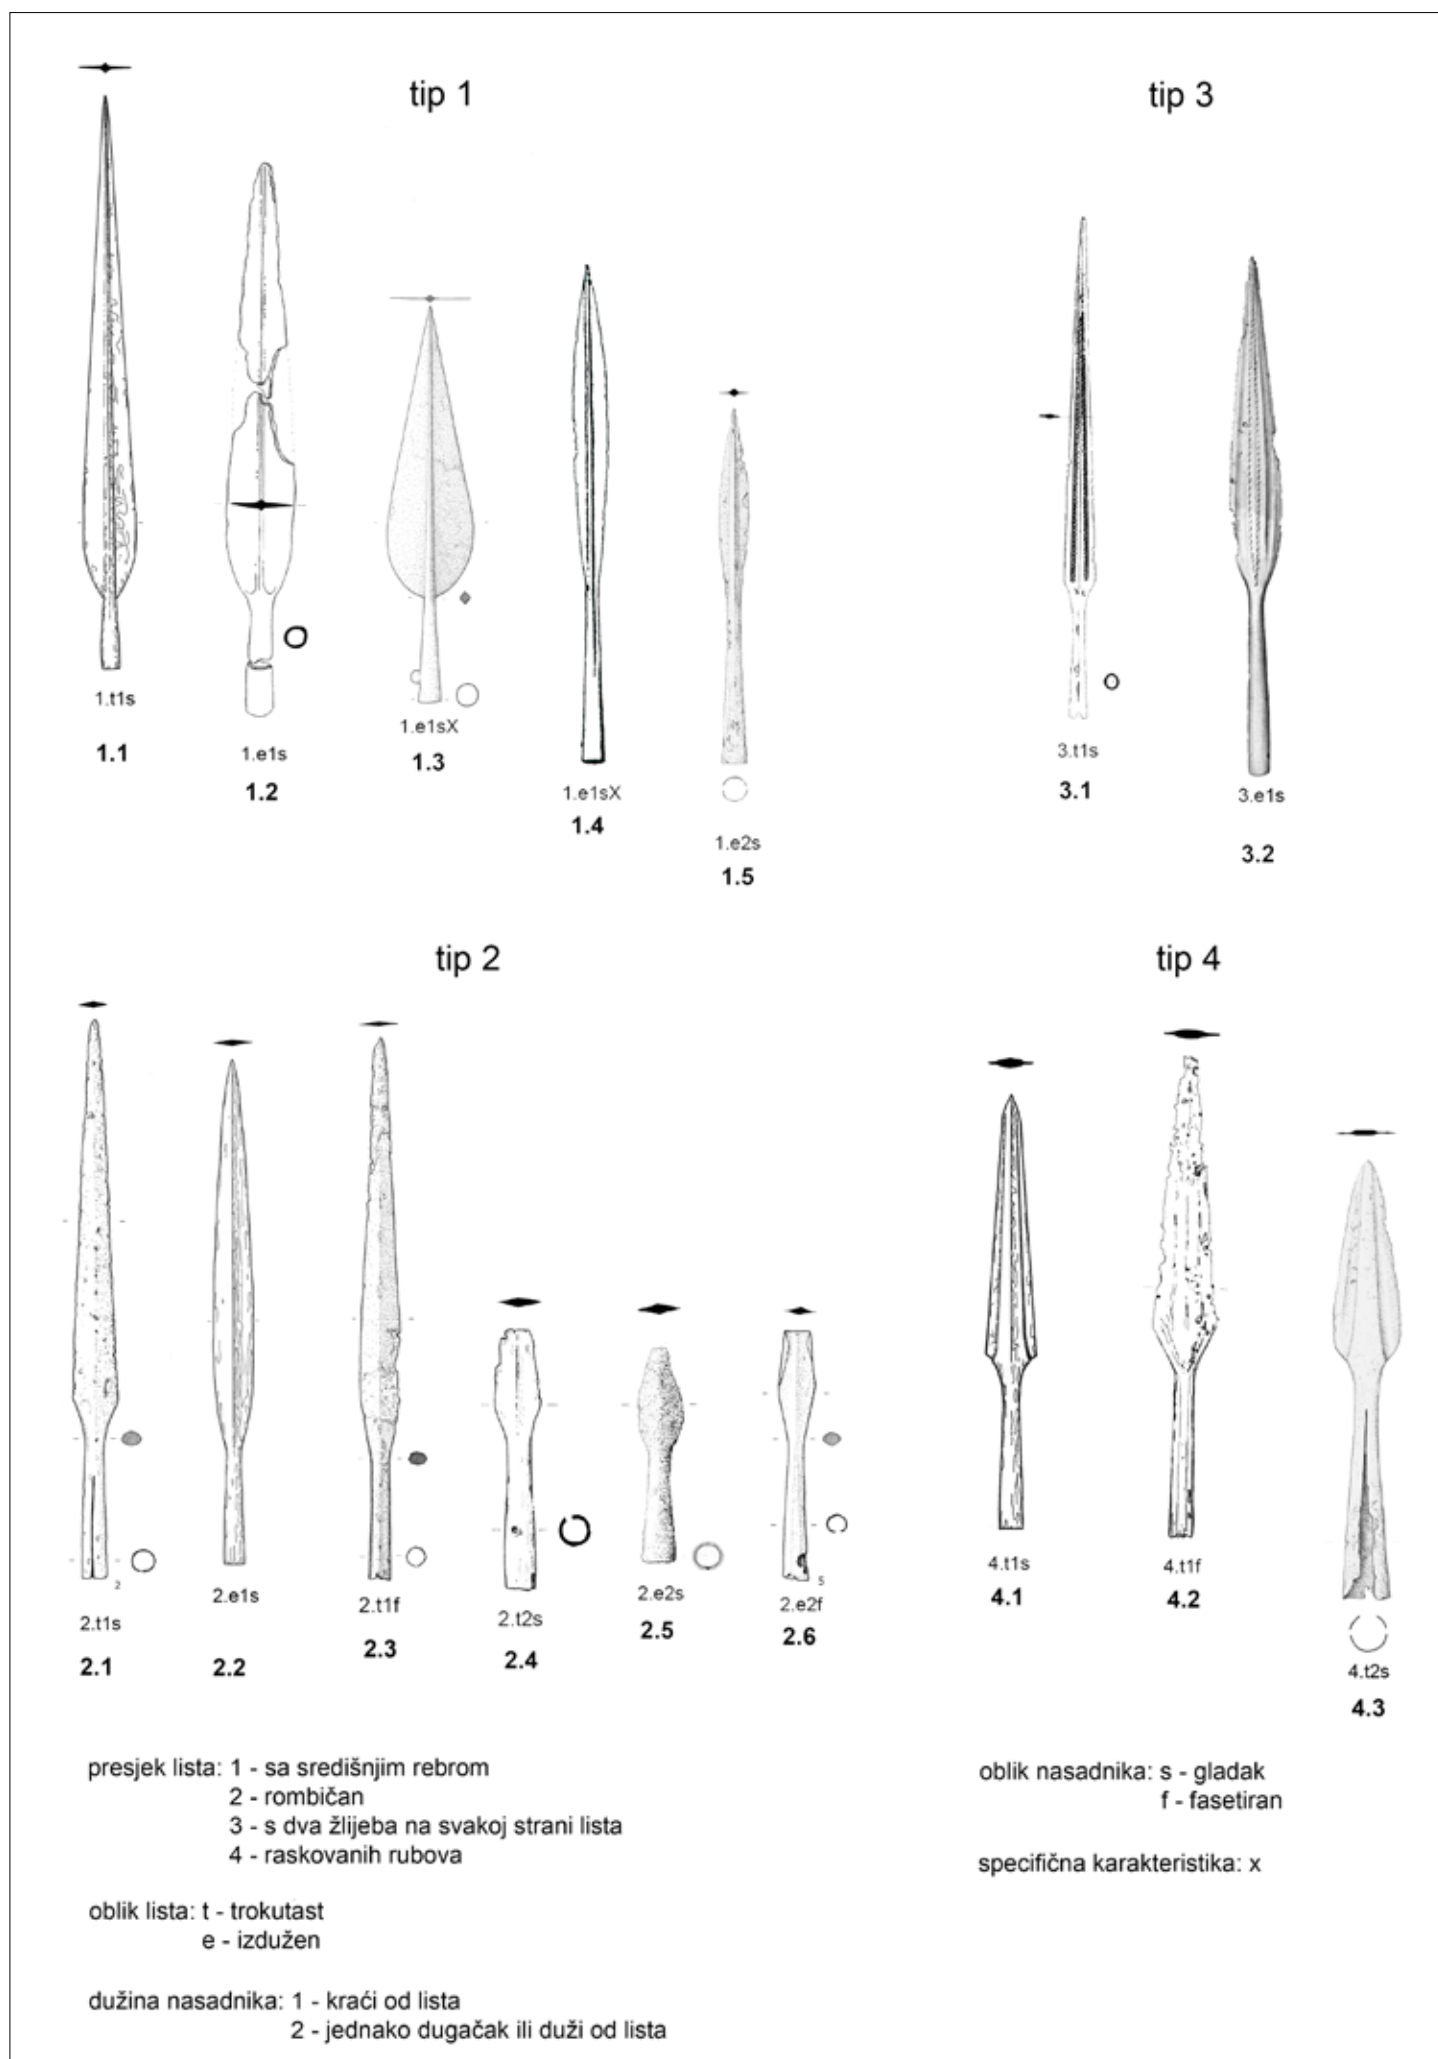 tip 1
1.t1s
1.1
1.e1s
1.2
1.e1sX
1.3
1.e1sX
1.4
1.e2s
1.5
tip 3
3.t1s
3.1
3.e1s
3.2
tip 2
2
2.t1s
2.1
2.e1s
2.2
2.t1f
2.3
2.t2s
2.4
2.e2s
2.5
5
2.e2f
2.6
tip 4
4.t1s
4.1
4.t1f
4.2
4.t2s
4.3
presjek lista: 1 - sa središnjim rebrom
2 - rombičan
3 - s dva žlijeba na svakoj strani lista
4 - raskovanih rubova
oblik lista: t - trokutast
e - izdužen
dužina nasadnika: 1 - kraći od lista
2 - jednako dugačak ili duži od lista
oblik nasadnika: s - gladak
f - fasetiran
specifična karakteristika: x